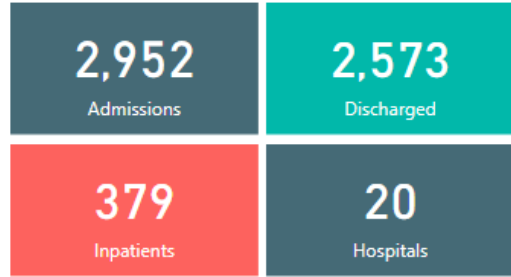 2,952
Admissions
2,573
Discharged
379
Inpatients
20
Hospitals